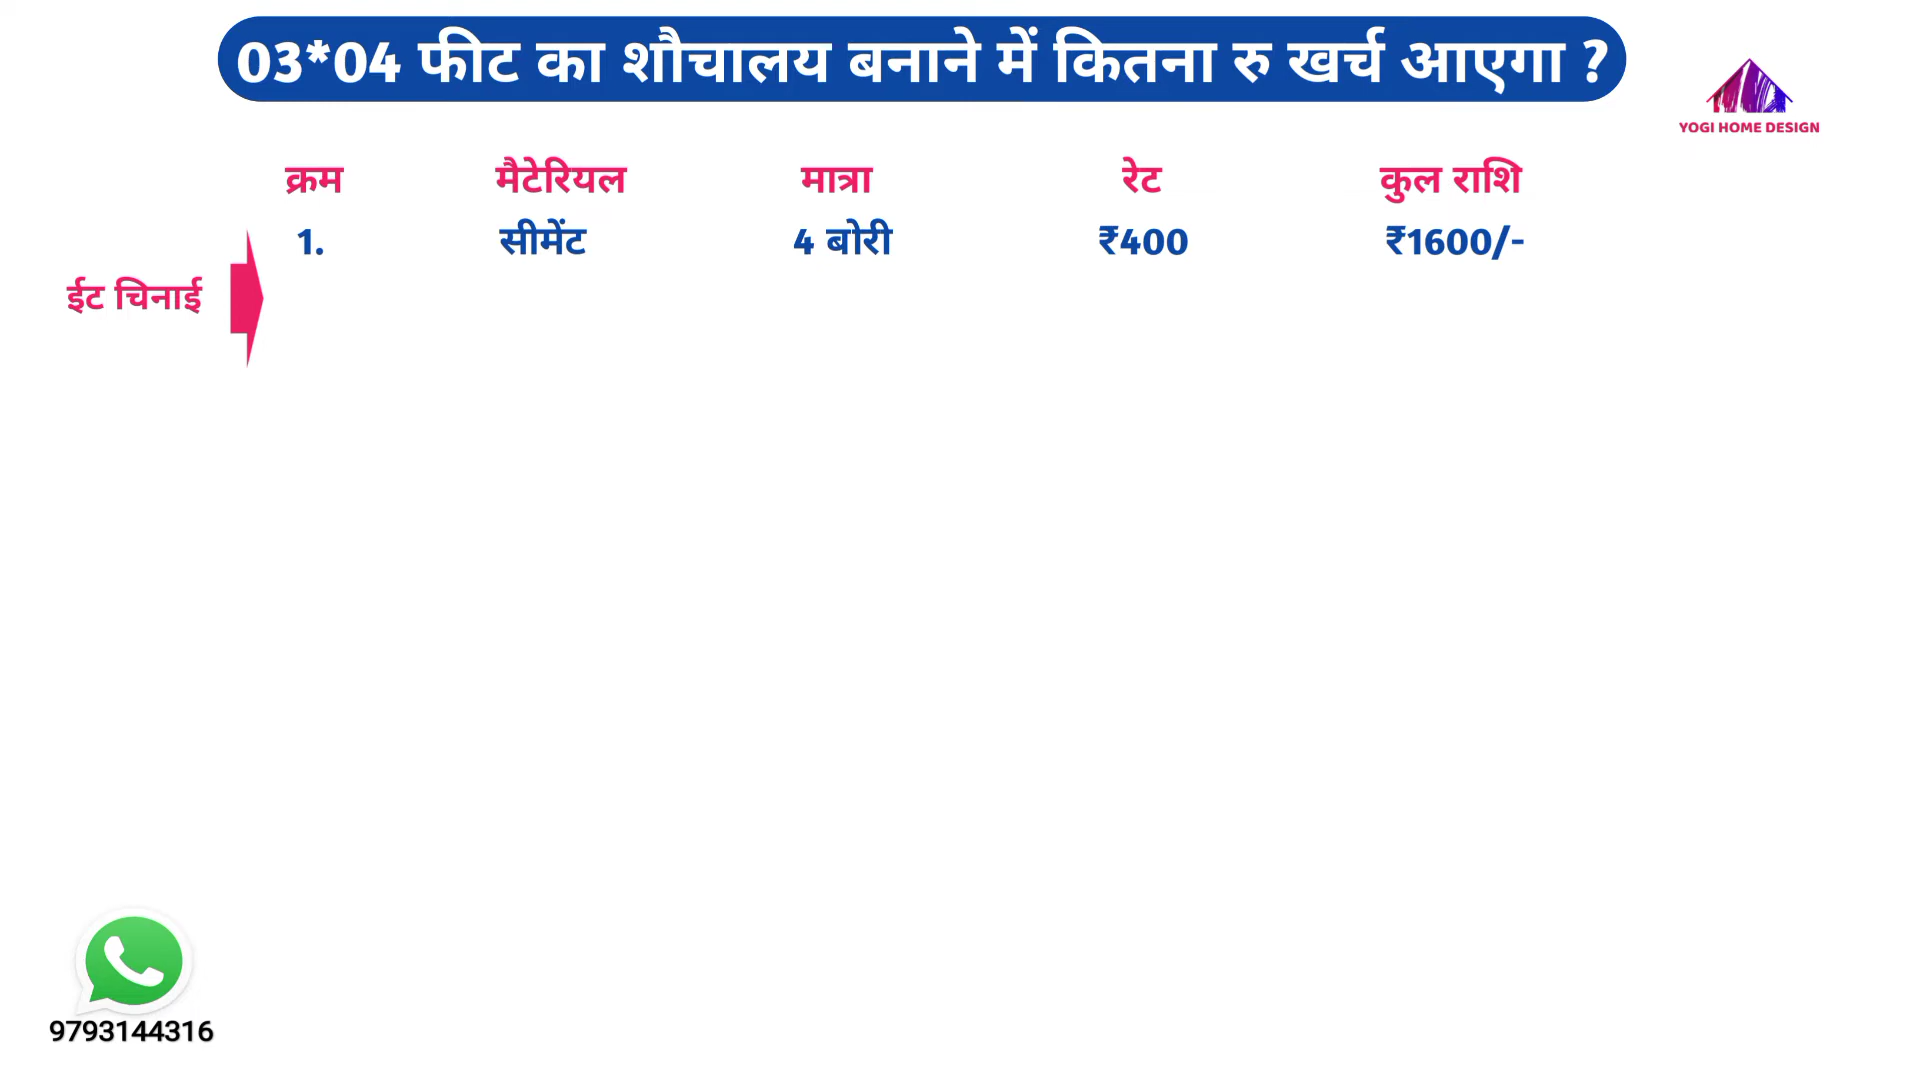 03*04 फीट का शौचालय बनाने में कितना रु खर्च आएगा ?
YOGI HOME DESIGN
क्रम मैटेरियल मात्रा रेट कुल राशि
1. सीमेंट 4 बोरी ₹400 ₹1600/-
ईट चिनाई
9793144316